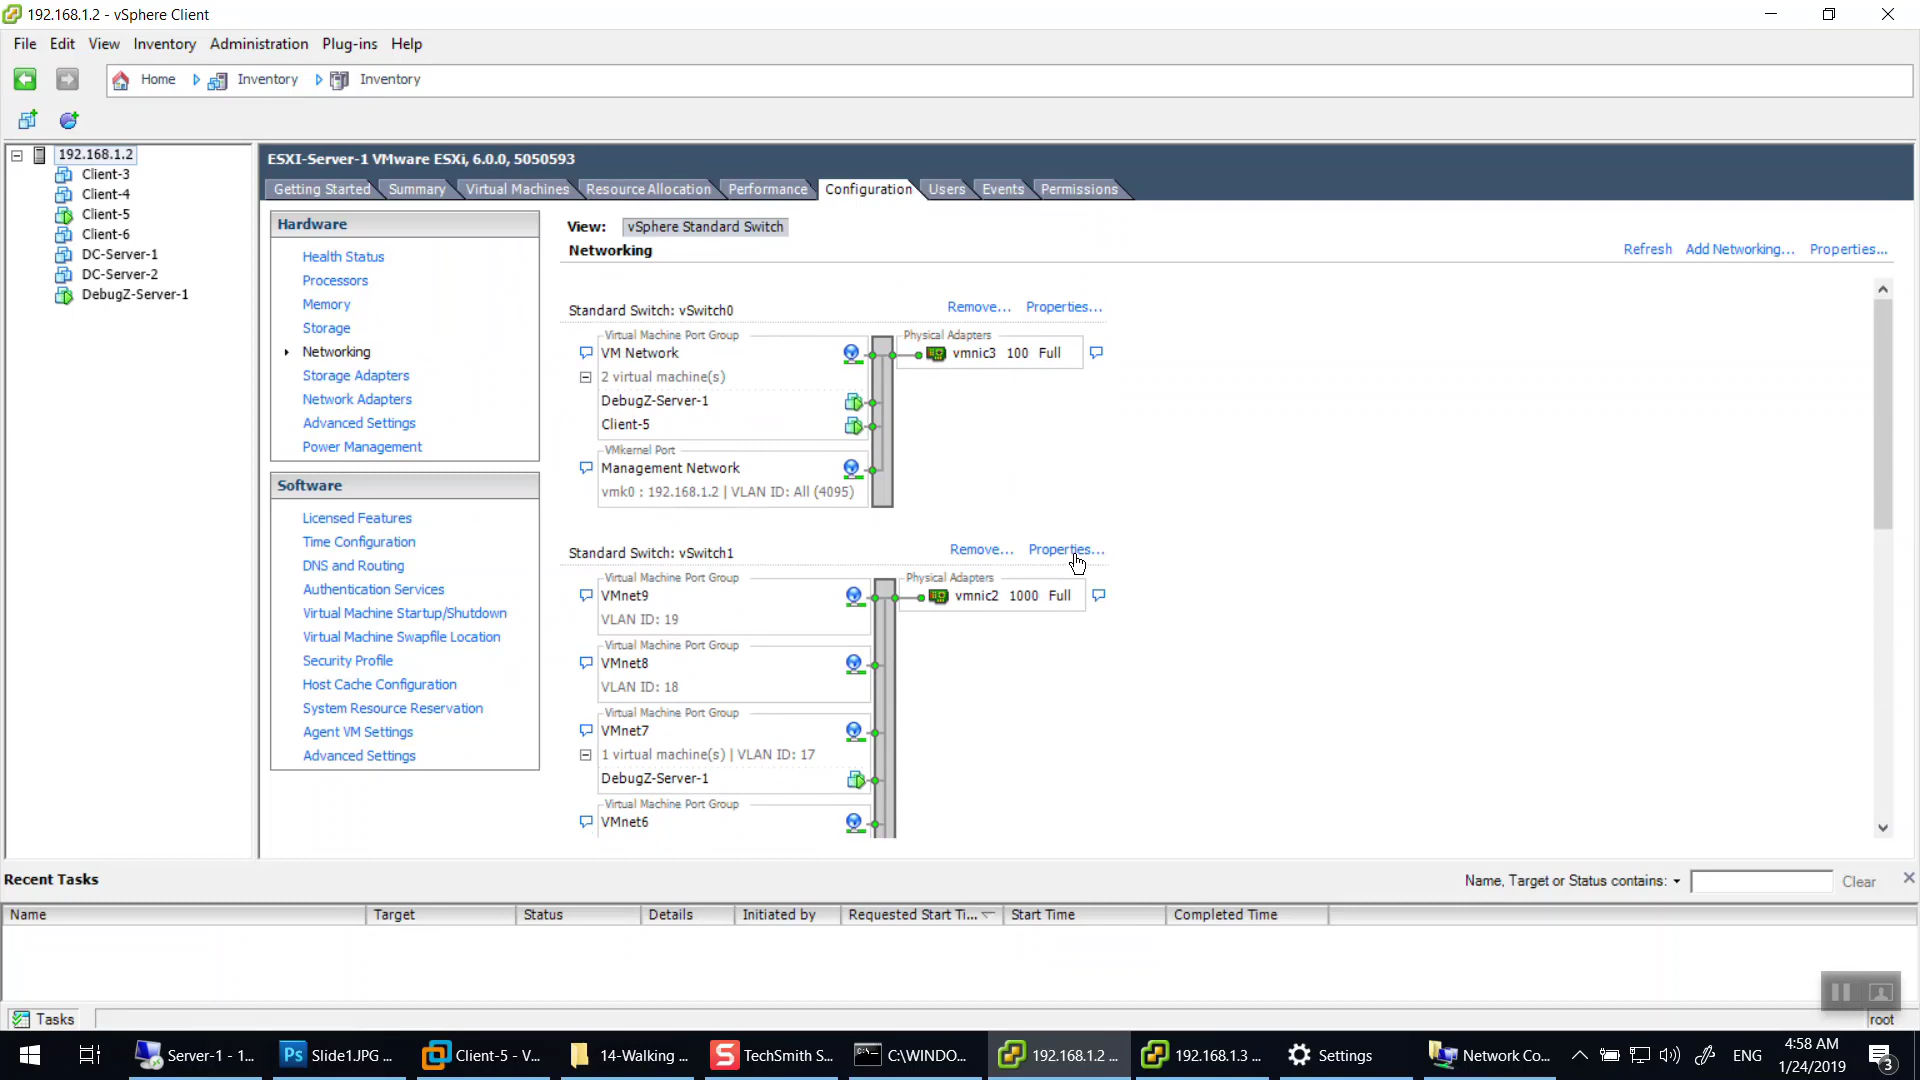 192.168.1.2 - vSphere Client
File Edit View Inventory Administration Plug-ins Help
Home Inventory Inventory
192.168.1.2
Client-3
Client-4
Client-5
Client-6
DC-Server-1
DC-Server-2
DebugZ-Server-1
ESXI-Server-1 VMware ESXi, 6.0.0, 5050593
Getting Started Summary Virtual Machines Resource Allocation Performance Configuration Users Events Permissions
Hardware
Health Status
Processors
Memory
Storage
Networking
Storage Adapters
Network Adapters
Advanced Settings
Power Management
Software
Licensed Features
Time Configuration
DNS and Routing
Authentication Services
Virtual Machine Startup/Shutdown
Virtual Machine Swapfile Location
Security Profile
Host Cache Configuration
System Resource Reservation
Agent VM Settings
Advanced Settings
View: vSphere Standard Switch
Networking
Refresh Add Networking... Properties...
Standard Switch: vSwitch0 Remove... Properties...
Virtual Machine Port Group
VM Network
2 virtual machine(s)
DebugZ-Server-1
Client-5
VMkernel Port
Management Network
vmk0 : 192.168.1.2 | VLAN ID: All (4095)
Physical Adapters
vmnic3 100 Full
Standard Switch: vSwitch1 Remove... Properties...
Virtual Machine Port Group
VMnet9
VLAN ID: 19
Virtual Machine Port Group
VMnet8
VLAN ID: 18
Virtual Machine Port Group
VMnet7
1 virtual machine(s) | VLAN ID: 17
DebugZ-Server-1
Virtual Machine Port Group
VMnet6
Physical Adapters
vmnic2 1000 Full
Recent Tasks
Name, Target or Status contains: Clear
Name Target Status Details Initiated by Requested Start Ti... Start Time Completed Time
Tasks
root
Server-1 - 1...
Ps Slide1.JPG ...
Client-5 - V...
14-Walking ...
S TechSmith S...
C:\WINDO...
192.168.1.2 ...
192.168.1.3 ...
Settings
Network Co...
ENG
4:58 AM
1/24/2019
3